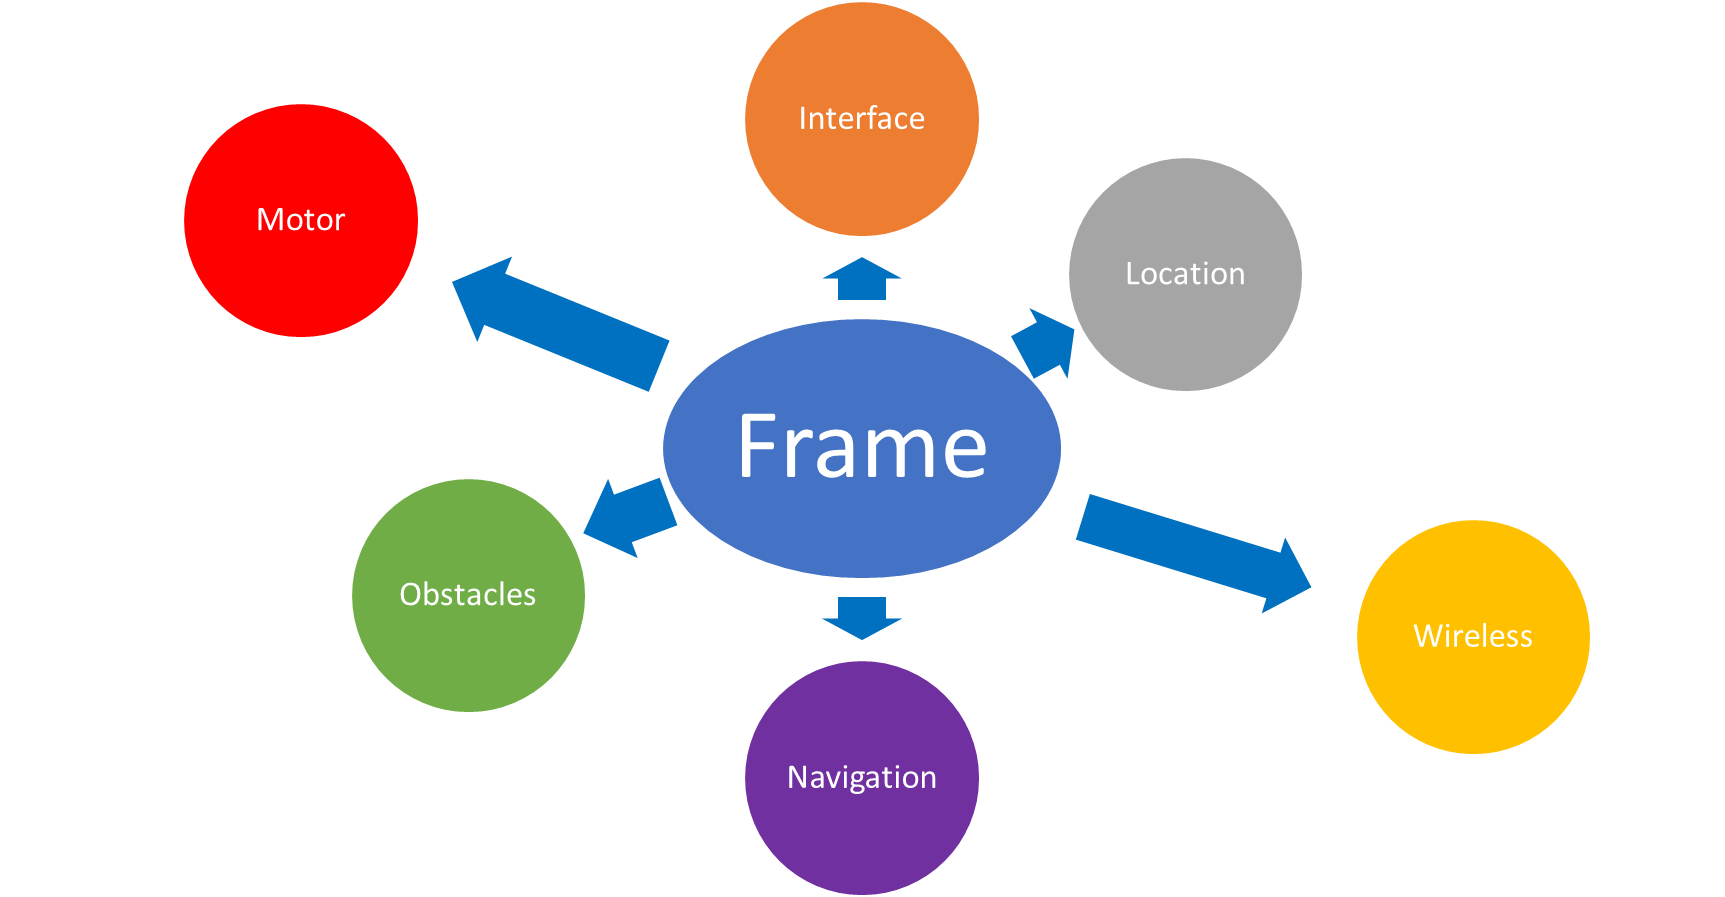 Interface
Motor
Location
Frame
Obstacles
Wireless
Navigation